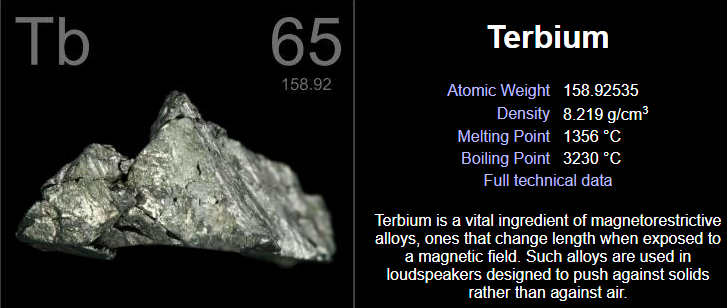 Tb
65
158.92
Terbium
Atomic Weight 158.92535
Density 8.219 g/cm³
Melting Point 1356 °C
Boiling Point 3230 °C
Full technical data
Terbium is a vital ingredient of magnetorestrictive
alloys, ones that change length when exposed to
a magnetic field. Such alloys are used in
loudspeakers designed to push against solids
rather than against air.